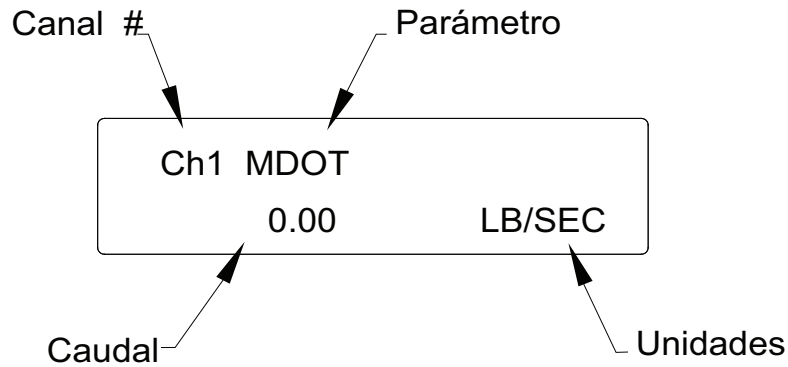 Canal #
Parámetro
Ch1 MDOT
0.00 LB/SEC
Caudal
Unidades